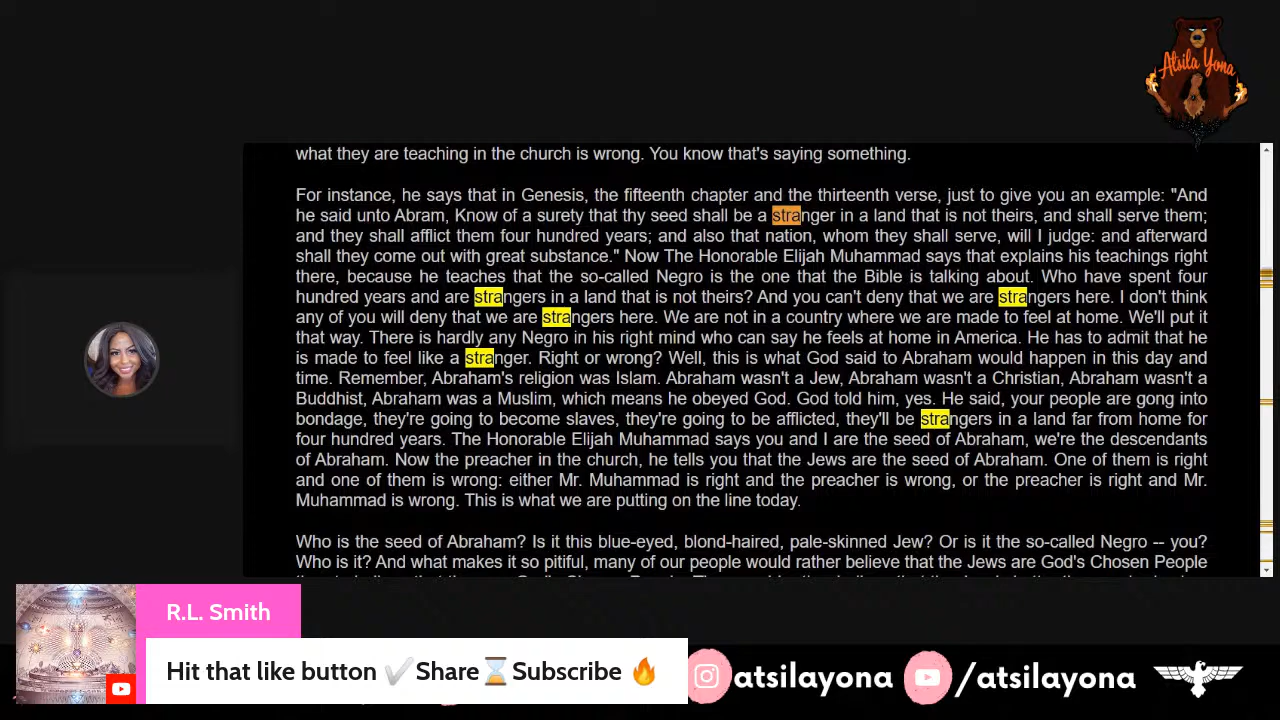 Atsila Yona
what they are teaching in the church is wrong. You know that's saying something.
For instance, he says that in Genesis, the fifteenth chapter and the thirteenth verse, just to give you an example: "And
he said unto Abram, Know of a surety that thy seed shall be a stranger in a land that is not theirs, and shall serve them;
and they shall afflict them four hundred years; and also that nation, whom they shall serve, will I judge: and afterward
shall they come out with great substance." Now The Honorable Elijah Muhammad says that explains his teachings right
there, because he teaches that the so-called Negro is the one that the Bible is talking about. Who have spent four
hundred years and are strangers in a land that is not theirs? And you can't deny that we are strangers here. I don't think
any of you will deny that we are strangers here. We are not in a country where we are made to feel at home. We'll put it
that way. There is hardly any Negro in his right mind who can say he feels at home in America. He has to admit that he
is made to feel like a stranger. Right or wrong? Well, this is what God said to Abraham would happen in this day and
time. Remember, Abraham's religion was Islam. Abraham wasn't a Jew, Abraham wasn't a Christian, Abraham wasn't a
Buddhist, Abraham was a Muslim, which means he obeyed God. God told him, yes. He said, your people are gong into
bondage, they're going to become slaves, they're going to be afflicted, they'll be strangers in a land far from home for
four hundred years. The Honorable Elijah Muhammad says you and I are the seed of Abraham, we're the descendants
of Abraham. Now the preacher in the church, he tells you that the Jews are the seed of Abraham. One of them is right
and one of them is wrong: either Mr. Muhammad is right and the preacher is wrong, or the preacher is right and Mr.
Muhammad is wrong. This is what we are putting on the line today.
Who is the seed of Abraham? Is it this blue-eyed, blond-haired, pale-skinned Jew? Or is it the so-called Negro -- you?
Who is it? And what makes it so pitiful, many of our people would rather believe that the Jews are God's Chosen People
R.L. Smith
Hit that like button ✔️Share⌛Subscribe 🔥
atsilayona
/atsilayona